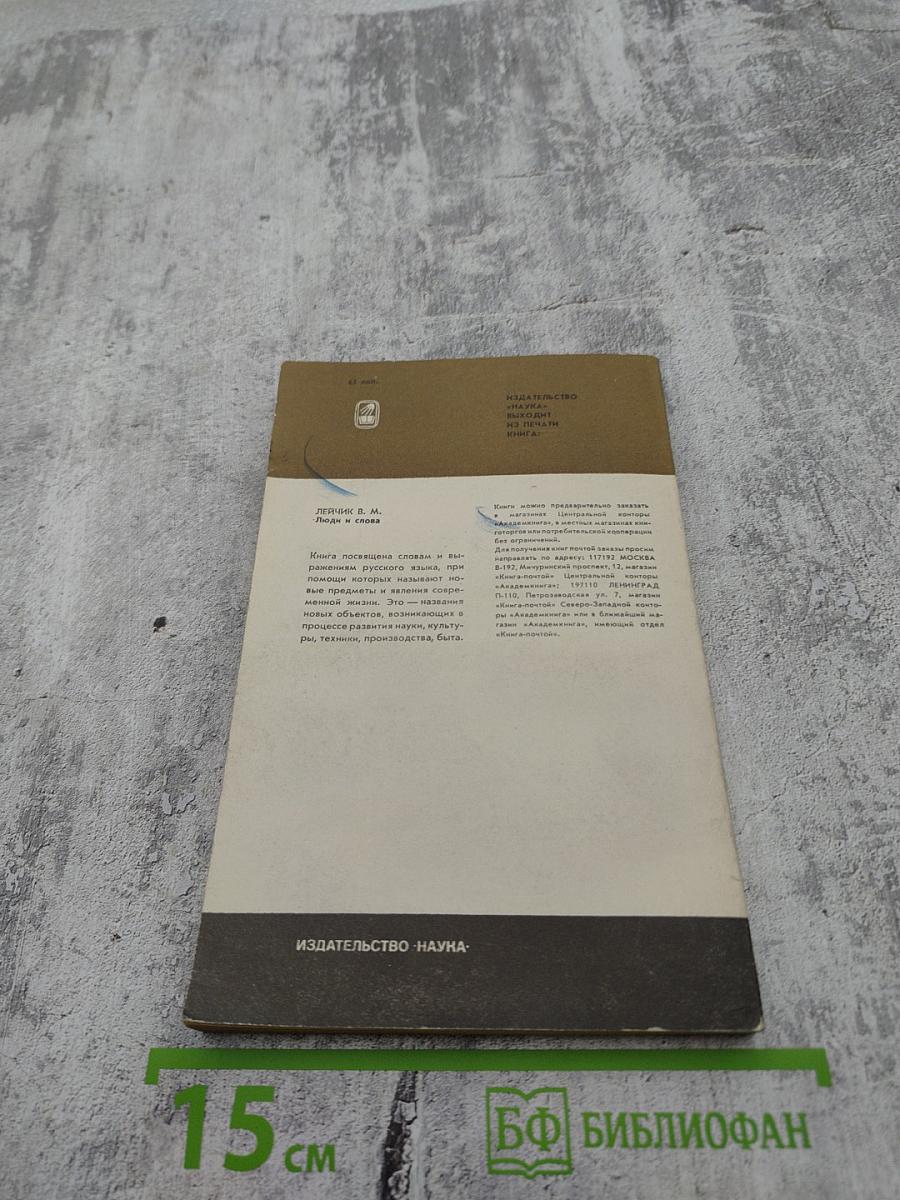 65 коп.
ИЗДАТЕЛЬСТВО
«НАУКА»
ВЫХОДИТ
ИЗ ПЕЧАТИ
КНИГА:
ЛЕЙЧИК В. М.
Люди и слова
Книга посвящена словам и вы-
ражениям русского языка, при
помощи которых называют но-
вые предметы и явления совре-
менной жизни. Это — названия
новых объектов, возникающих в
процессе развития науки, культу-
ры, техники, производства, быта.
Книги можно предварительно заказать
в магазинах Центральной конторы
«Академкнига», в местных магазинах кни-
готоргов или потребительской кооперации
без ограничений.
Для получения книг почтой заказы просим
направлять по адресу: 117192 МОСКВА
В-192, Мичуринский проспект, 12, магазин
«Книга-почтой» Центральной конторы
«Академкнига»; 197110 ЛЕНИНГРАД
П-110, Петрозаводская ул. 7, магазин
«Книга-почтой» Северо-Западной конто-
ры «Академкнига» или в ближайший ма-
газин «Академкнига», имеющий отдел
«Книга-почтой».
ИЗДАТЕЛЬСТВО ·НАУКА·
15 см
БФ БИБЛИОФАН